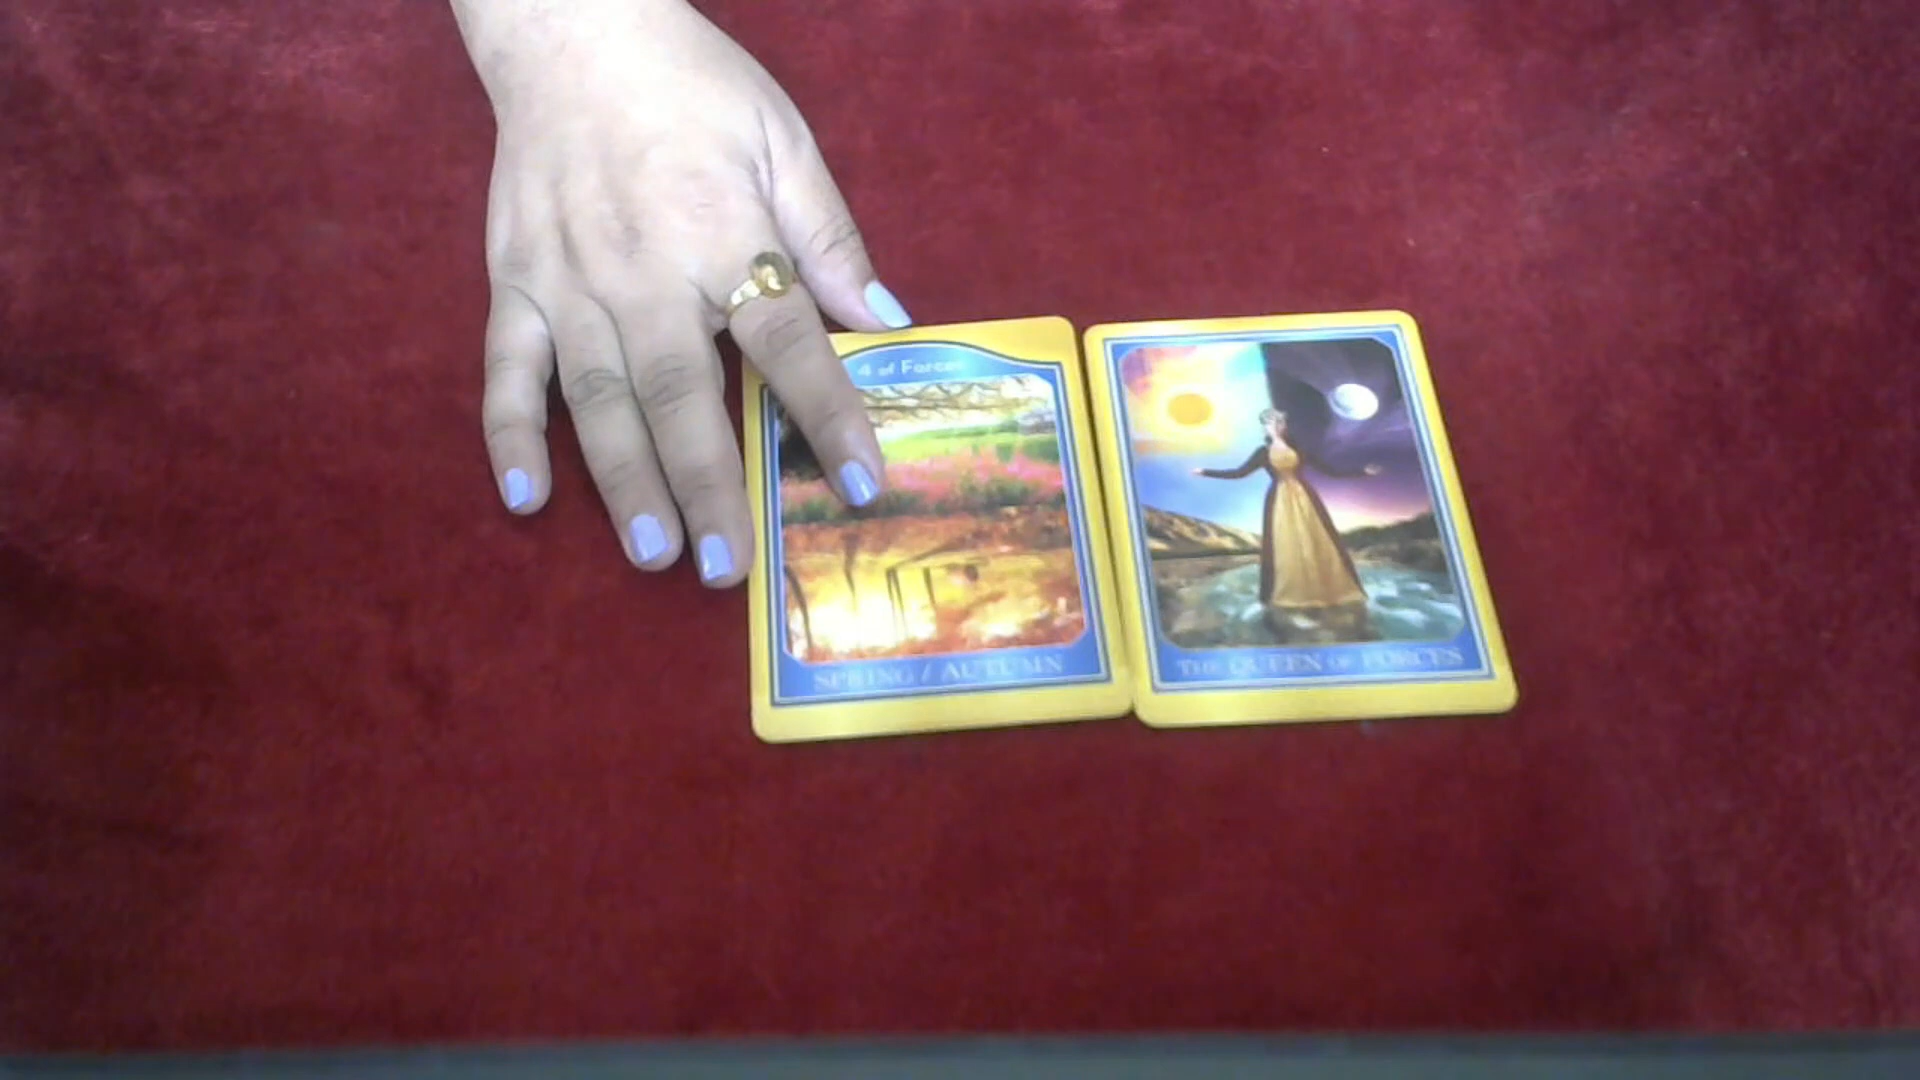 4 of Forces
SPRING / AUTUMN
THE QUEEN OF FORCES